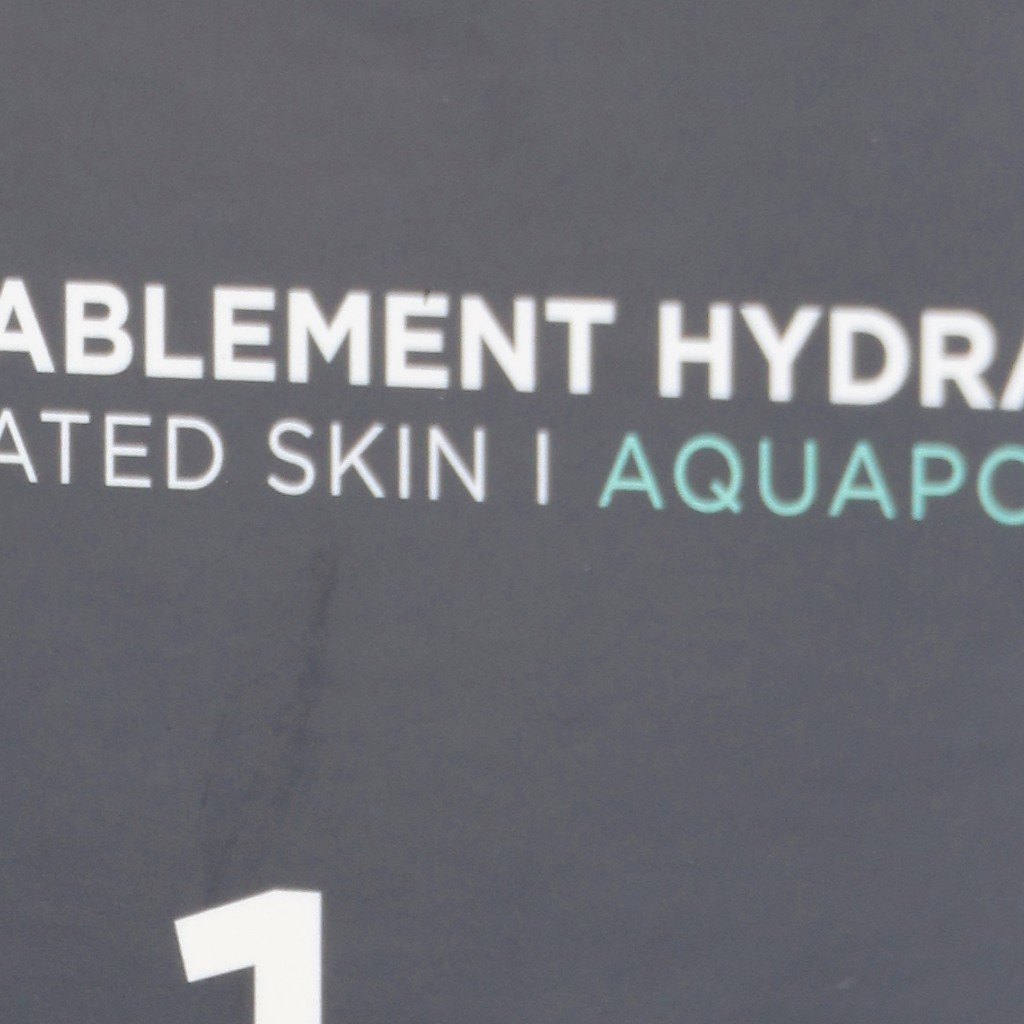 ABLEMENT HYDRA
ATED SKIN | AQUAPO
1